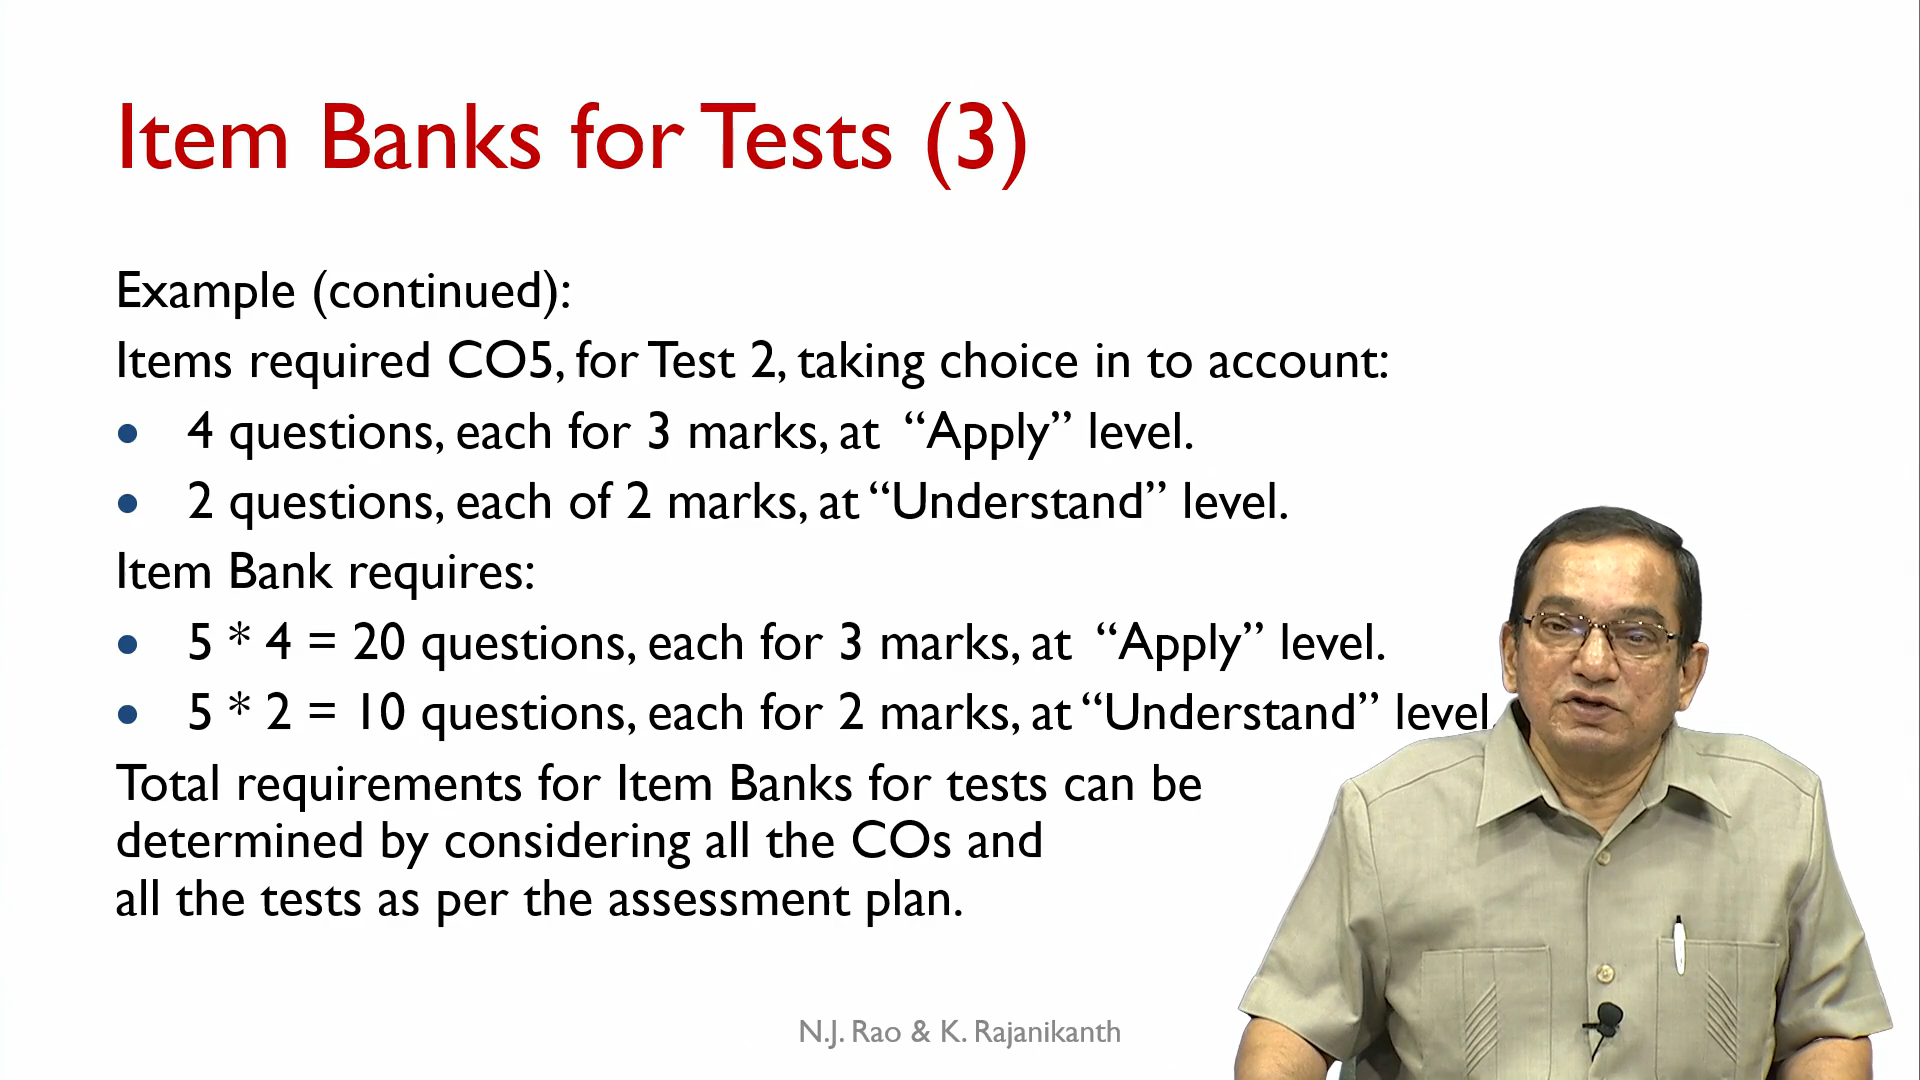 Item Banks for Tests (3)
Example (continued):
Items required CO5, for Test 2, taking choice in to account:
• 4 questions, each for 3 marks, at “Apply” level.
• 2 questions, each of 2 marks, at “Understand” level.
Item Bank requires:
• 5 * 4 = 20 questions, each for 3 marks, at “Apply” level.
• 5 * 2 = 10 questions, each for 2 marks, at “Understand” level.
Total requirements for Item Banks for tests can be
determined by considering all the COs and
all the tests as per the assessment plan.
N.J. Rao & K. Rajanikanth